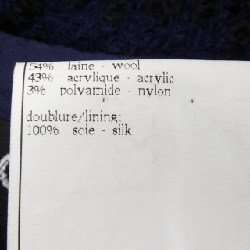 54% laine - wool
43% acrylique - acrylic
3% polyamide - nylon
doublure/lining:
100% soie - silk